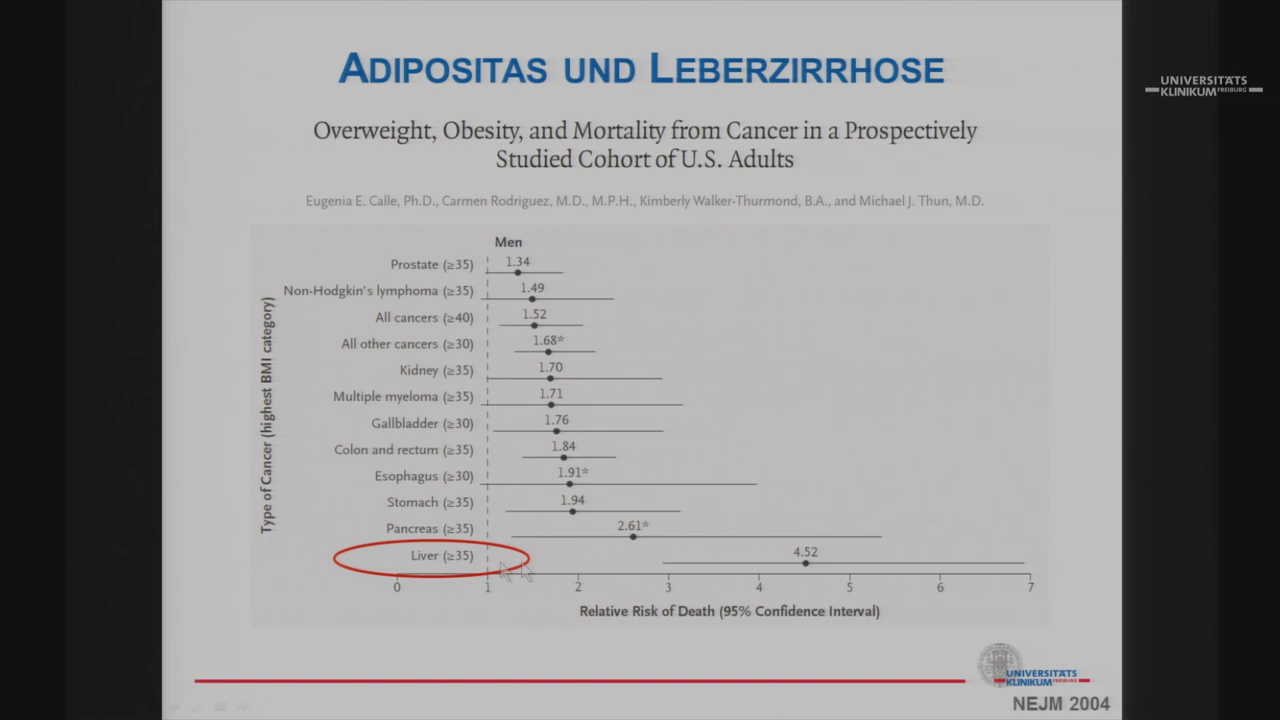 ADIPOSITAS UND LEBERZIRRHOSE
UNIVERSITÄTS
KLINIKUM FREIBURG
Overweight, Obesity, and Mortality from Cancer in a Prospectively
Studied Cohort of U.S. Adults
Eugenia E. Calle, Ph.D., Carmen Rodriguez, M.D., M.P.H., Kimberly Walker-Thurmond, B.A., and Michael J. Thun, M.D.
Men
Type of Cancer (highest BMI category)
Prostate (≥35) 1.34
Non-Hodgkin's lymphoma (≥35) 1.49
All cancers (≥40) 1.52
All other cancers (≥30) 1.68*
Kidney (≥35) 1.70
Multiple myeloma (≥35) 1.71
Gallbladder (≥30) 1.76
Colon and rectum (≥35) 1.84
Esophagus (≥30) 1.91*
Stomach (≥35) 1.94
Pancreas (≥35) 2.61*
Liver (≥35) 4.52
0 1 2 3 4 5 6 7
Relative Risk of Death (95% Confidence Interval)
UNIVERSITÄTS
KLINIKUM FREIBURG
NEJM 2004